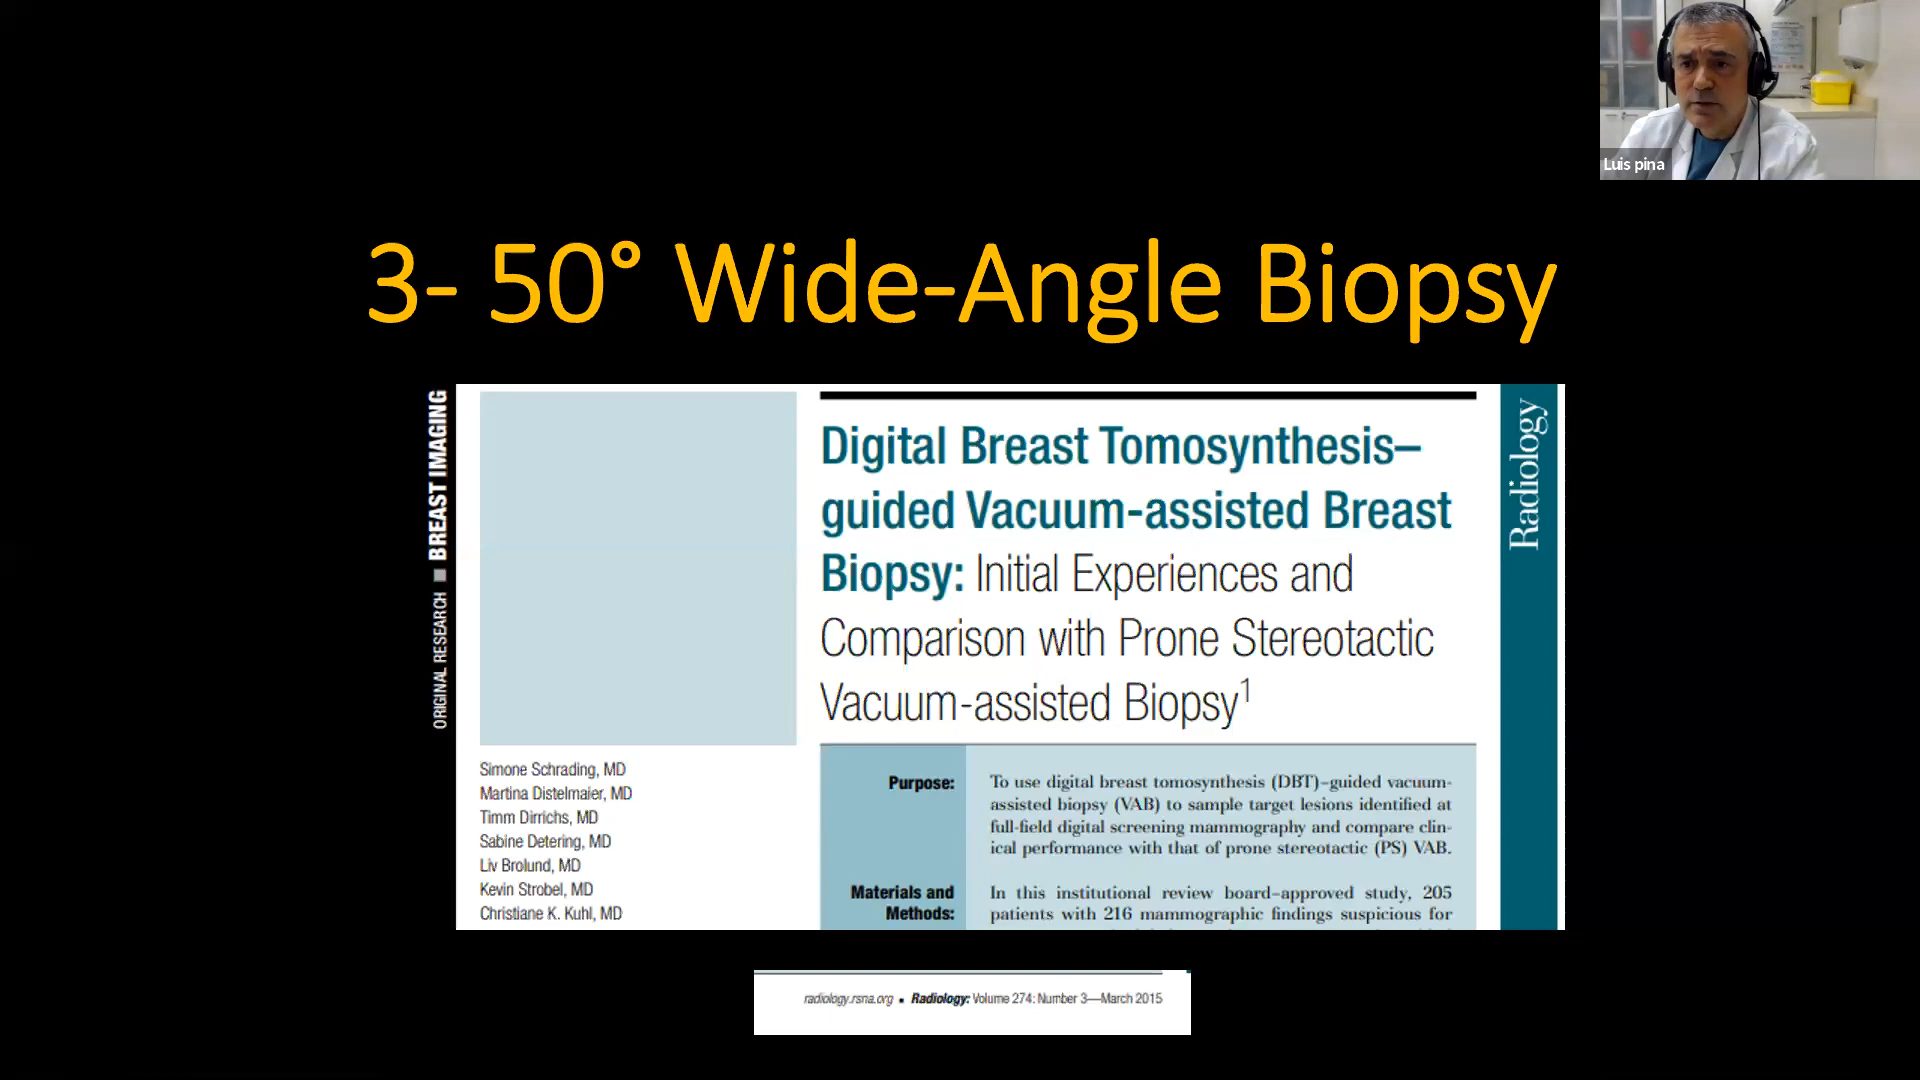 Luis pina
3- 50° Wide-Angle Biopsy
ORIGINAL RESEARCH ■ BREAST IMAGING
Digital Breast Tomosynthesis–
guided Vacuum-assisted Breast
Biopsy: Initial Experiences and
Comparison with Prone Stereotactic
Vacuum-assisted Biopsy¹
Radiology
Simone Schrading, MD
Martina Distelmaier, MD
Timm Dirrichs, MD
Sabine Detering, MD
Liv Brolund, MD
Kevin Strobel, MD
Christiane K. Kuhl, MD
Purpose:
To use digital breast tomosynthesis (DBT)–guided vacuum-
assisted biopsy (VAB) to sample target lesions identified at
full-field digital screening mammography and compare clin-
ical performance with that of prone stereotactic (PS) VAB.
Materials and
Methods:
In this institutional review board–approved study, 205
patients with 216 mammographic findings suspicious for
radiology.rsna.org ▪ Radiology: Volume 274: Number 3—March 2015